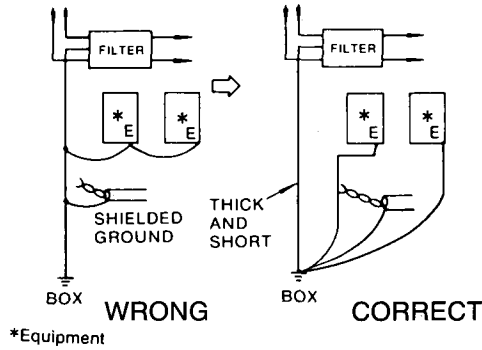 FILTER
FILTER
*
E
*
E
*
E
*
E
SHIELDED
GROUND
THICK
AND
SHORT
BOX
WRONG
BOX
CORRECT
*Equipment